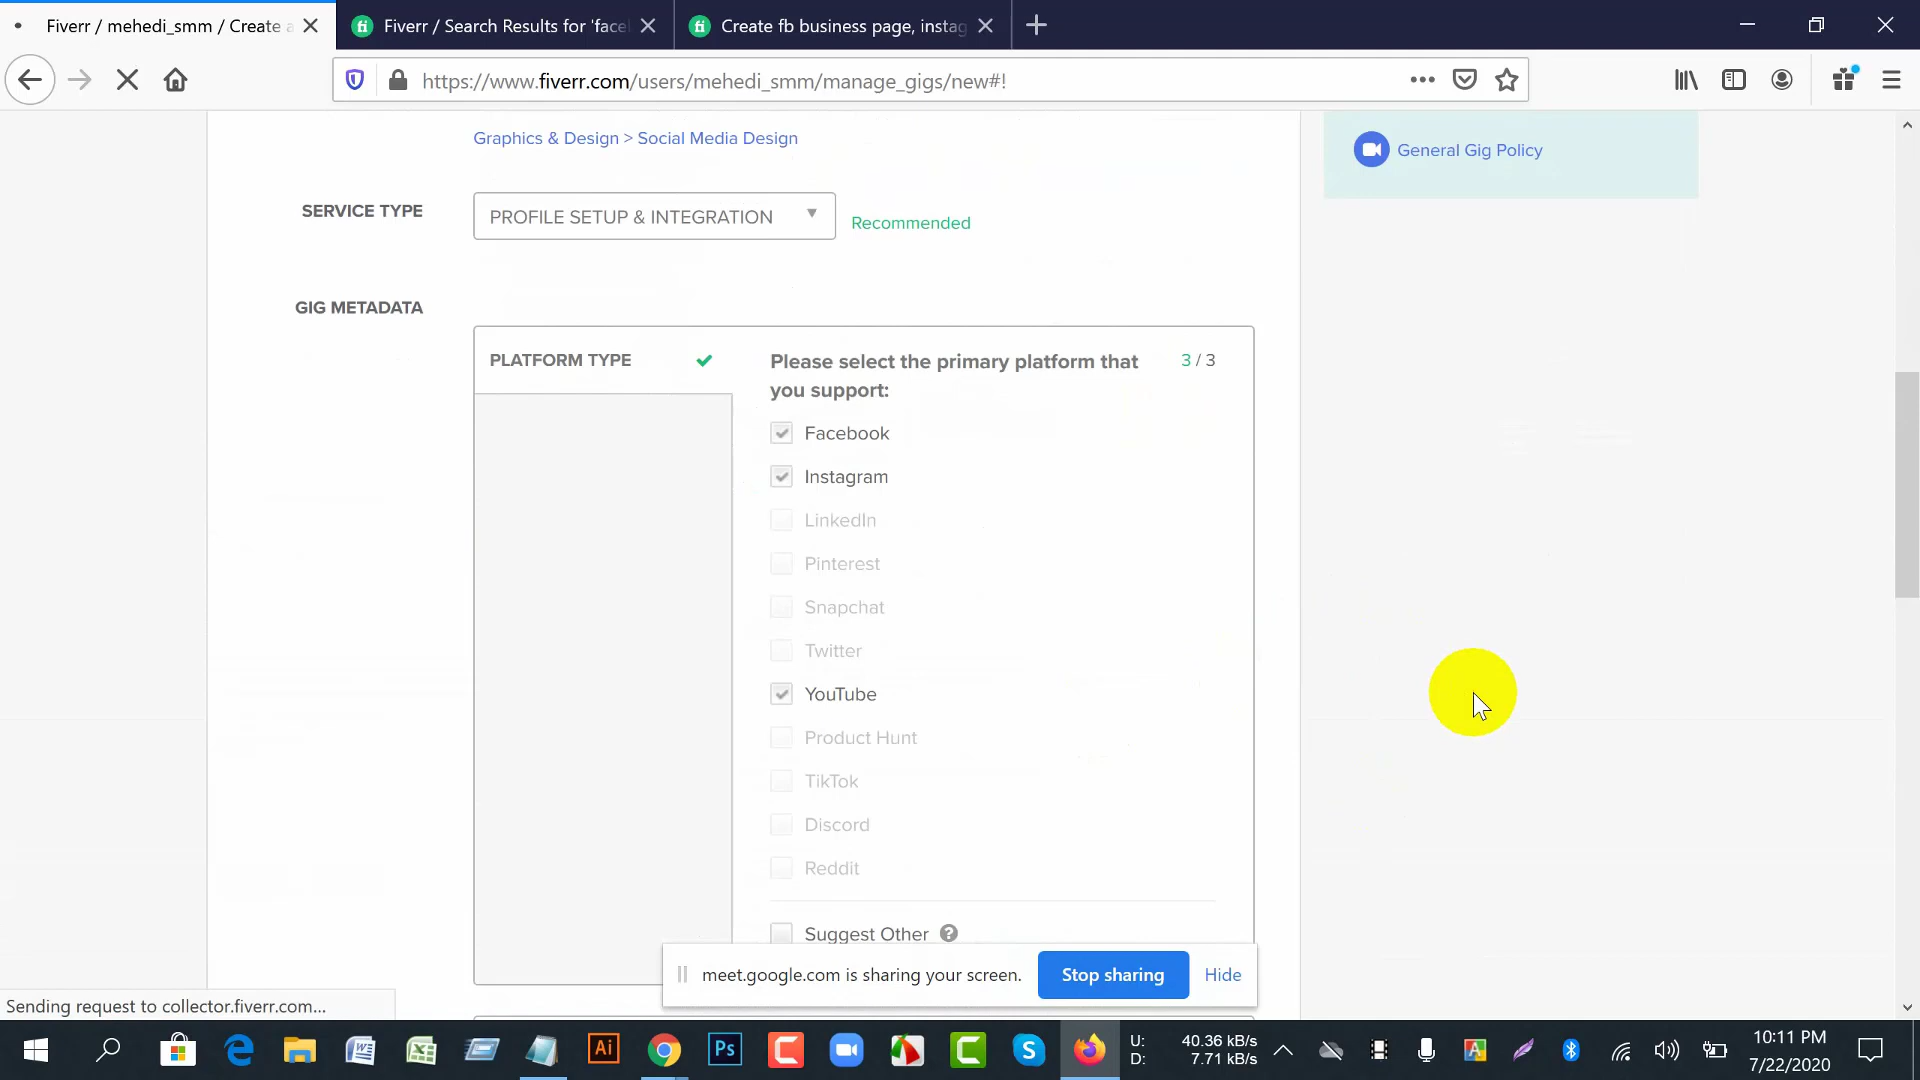 Fiverr / mehedi_smm / Create a
Fiverr / Search Results for 'face
Create fb business page, instag
https://www.fiverr.com/users/mehedi_smm/manage_gigs/new#!
Graphics & Design > Social Media Design
General Gig Policy
SERVICE TYPE
PROFILE SETUP & INTEGRATION
Recommended
GIG METADATA
PLATFORM TYPE
Please select the primary platform that
you support:
3 / 3
Facebook
Instagram
LinkedIn
Pinterest
Snapchat
Twitter
YouTube
Product Hunt
TikTok
Discord
Reddit
Suggest Other ?
meet.google.com is sharing your screen.
Stop sharing
Hide
Sending request to collector.fiverr.com...
U: 40.36 kB/s
D: 7.71 kB/s
10:11 PM
7/22/2020